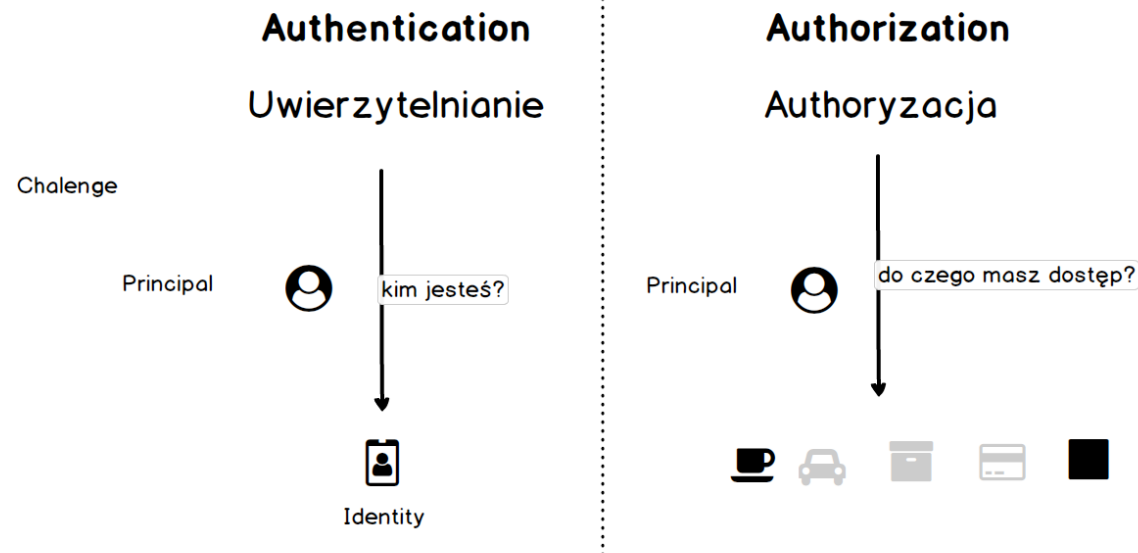 Authentication
Uwierzytelnianie
Chalenge
Principal
kim jesteś?
Identity
Authorization
Authoryzacja
Principal
do czego masz dostęp?